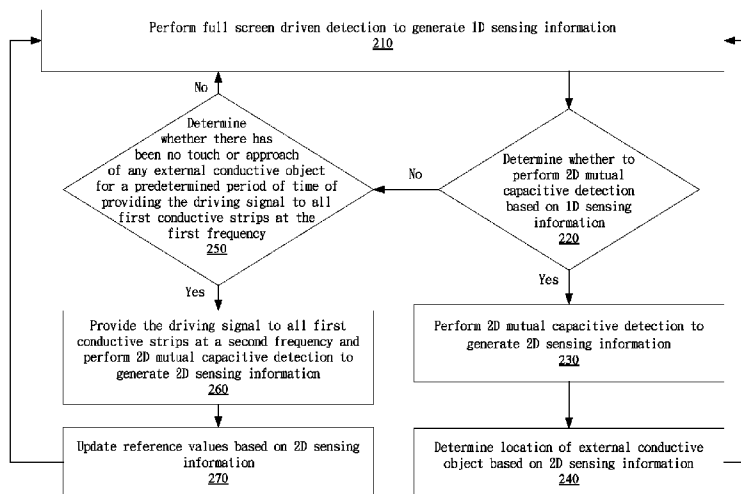 Perform full screen driven detection to generate 1D sensing information
210
No
Determine
whether there has
been no touch or approach
of any external conductive object
for a predetermined period of time of
providing the driving signal to all
first conductive strips at the
first frequency
250
No
Determine whether to
perform 2D mutual
capacitive detection
based on 1D sensing
information
220
Yes
Yes
Provide the driving signal to all first
conductive strips at a second frequency and
perform 2D mutual capacitive detection to
generate 2D sensing information
260
Perform 2D mutual capacitive detection to
generate 2D sensing information
230
Update reference values based on 2D sensing
information
270
Determine location of external conductive
object based on 2D sensing information
240